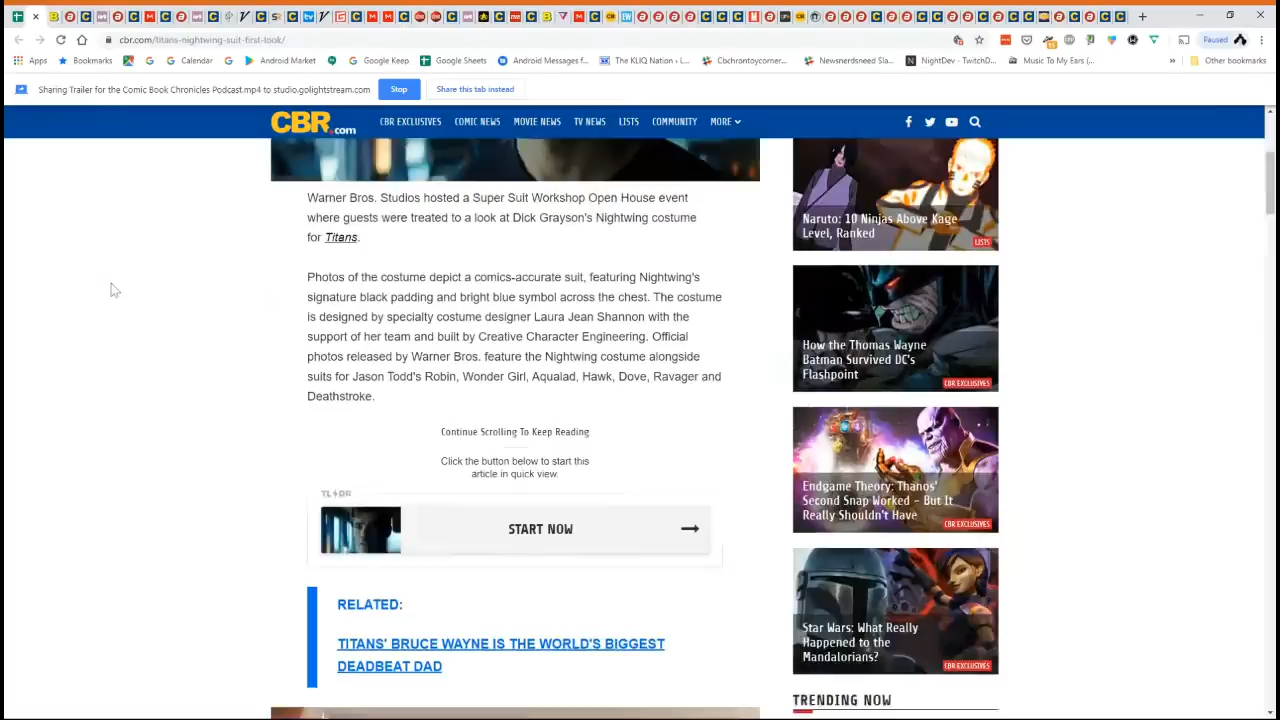 cbr.com/titans-nightwing-suit-first-look/
Paused
Apps
Bookmarks
Calendar
Android Market
Google Keep
Google Sheets
Android Messages f...
The KLIQ Nation › L...
Cbchrontoycorner...
Newsnerdsneed Sla...
NightDev - TwitchD...
Music To My Ears (...
»
Other bookmarks
Sharing Trailer for the Comic Book Chronicles Podcast.mp4 to studio.golightstream.com
Stop
Share this tab instead
CBR.com
CBR EXCLUSIVES
COMIC NEWS
MOVIE NEWS
TV NEWS
LISTS
COMMUNITY
MORE
Warner Bros. Studios hosted a Super Suit Workshop Open House event
where guests were treated to a look at Dick Grayson's Nightwing costume
for Titans.
Photos of the costume depict a comics-accurate suit, featuring Nightwing's
signature black padding and bright blue symbol across the chest. The costume
is designed by specialty costume designer Laura Jean Shannon with the
support of her team and built by Creative Character Engineering. Official
photos released by Warner Bros. feature the Nightwing costume alongside
suits for Jason Todd's Robin, Wonder Girl, Aqualad, Hawk, Dove, Ravager and
Deathstroke.
Continue Scrolling To Keep Reading
Click the button below to start this
article in quick view.
TL;DR
START NOW
RELATED:
TITANS' BRUCE WAYNE IS THE WORLD'S BIGGEST
DEADBEAT DAD
Naruto: 10 Ninjas Above Kage
Level, Ranked
LISTS
How the Thomas Wayne
Batman Survived DC's
Flashpoint
CBR EXCLUSIVES
Endgame Theory: Thanos'
Second Snap Worked – But It
Really Shouldn't Have
CBR EXCLUSIVES
Star Wars: What Really
Happened to the
Mandalorians?
CBR EXCLUSIVES
TRENDING NOW